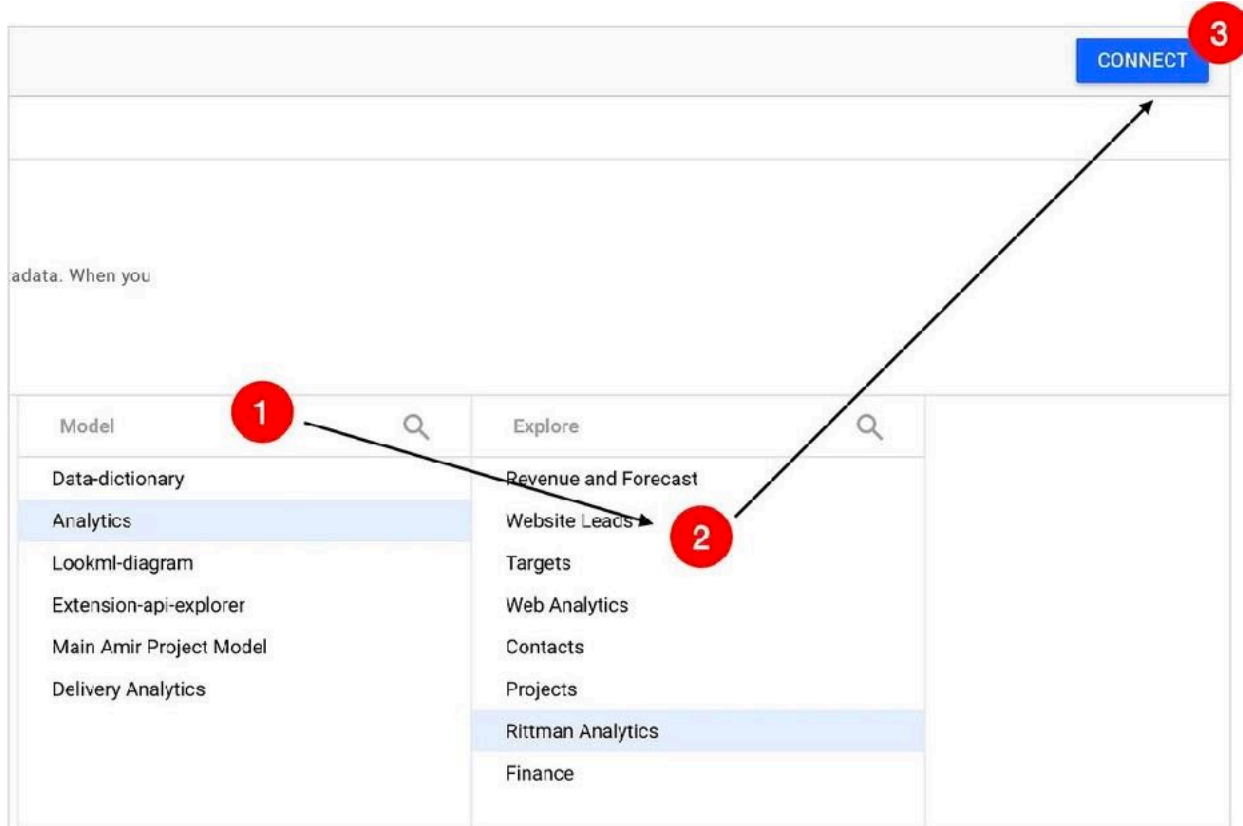 3
CONNECT
adata. When you
1
Model
Explore
Data-dictionary
Revenue and Forecast
Analytics
Website Leads
2
Lookml-diagram
Targets
Extension-api-explorer
Web Analytics
Main Amir Project Model
Contacts
Delivery Analytics
Projects
Rittman Analytics
Finance